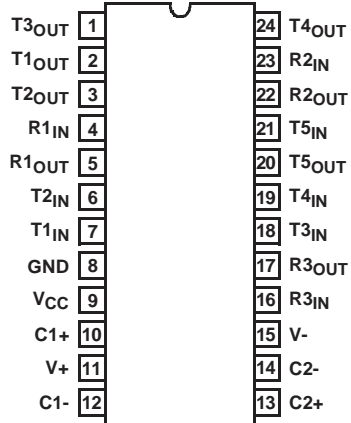 T3OUT 1 24 T4OUT
T1OUT 2 23 R2IN
T2OUT 3 22 R2OUT
R1IN 4 21 T5IN
R1OUT 5 20 T5OUT
T2IN 6 19 T4IN
T1IN 7 18 T3IN
GND 8 17 R3OUT
VCC 9 16 R3IN
C1+ 10 15 V-
V+ 11 14 C2-
C1- 12 13 C2+